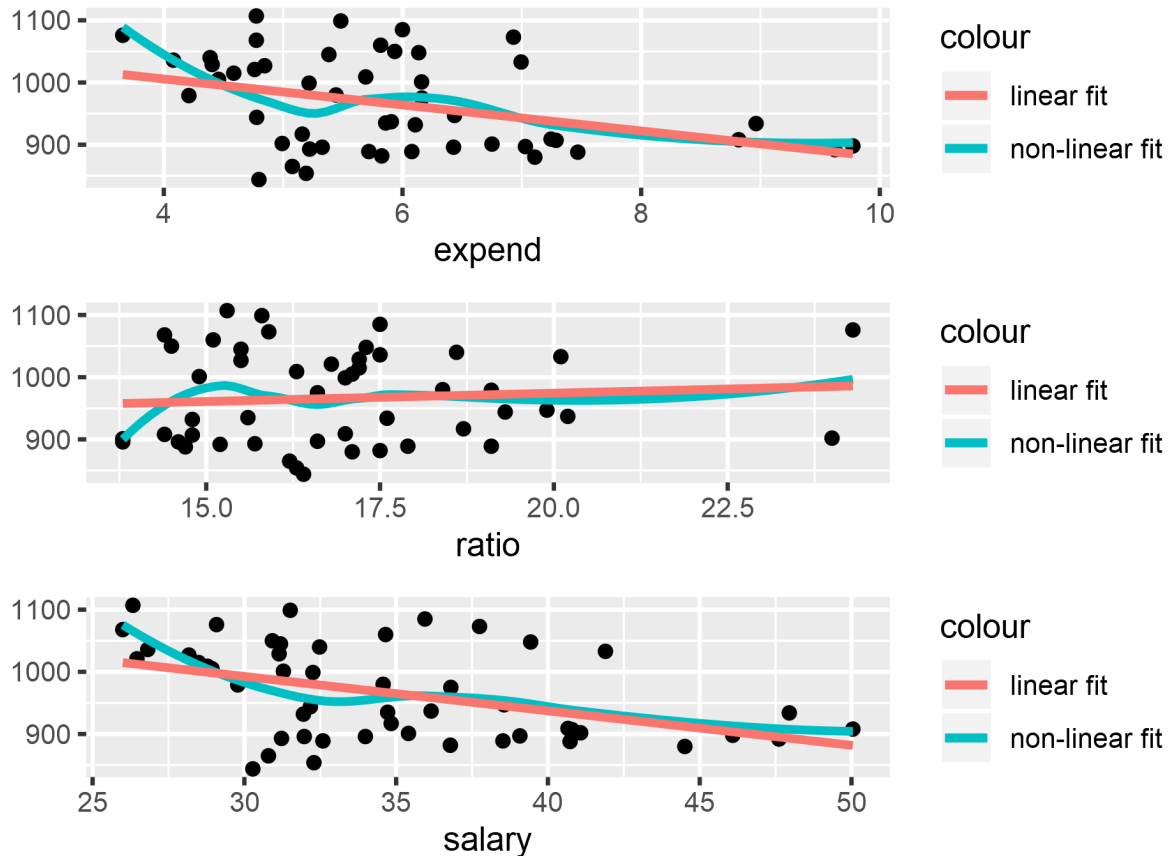 1100
1000
900
4 6 8 10
expend
colour
linear fit
non-linear fit
1100
1000
900
15.0 17.5 20.0 22.5
ratio
colour
linear fit
non-linear fit
1100
1000
900
25 30 35 40 45 50
salary
colour
linear fit
non-linear fit